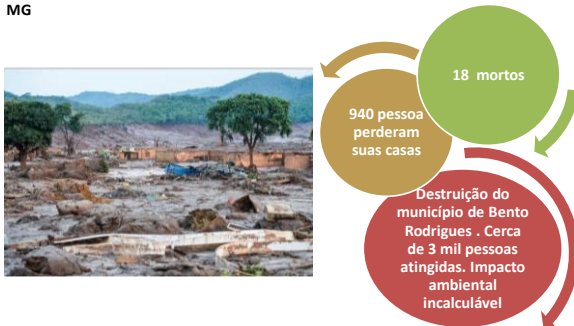 MG
18 mortos
940 pessoa
perderam
suas casas
Destruição do
município de Bento
Rodrigues . Cerca
de 3 mil pessoas
atingidas. Impacto
ambiental
incalculável